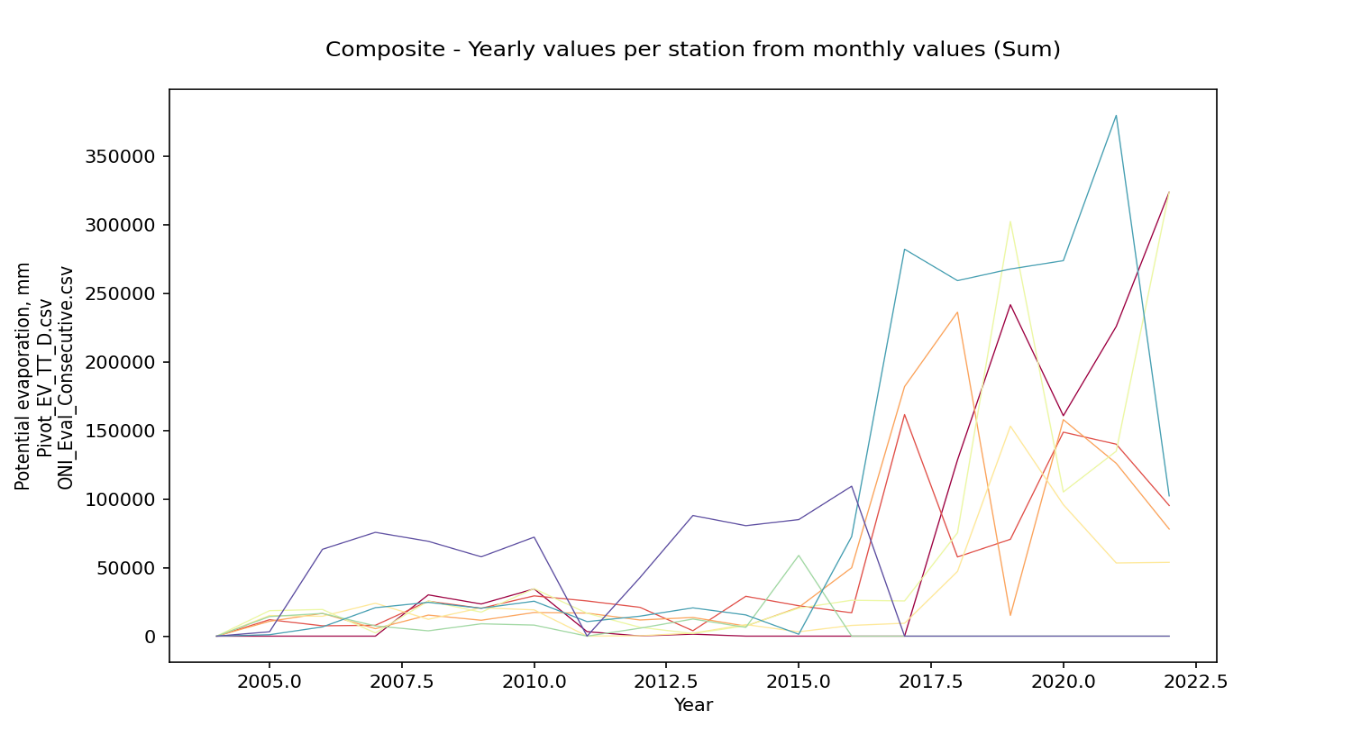 Composite - Yearly values per station from monthly values (Sum)
Potential evaporation, mm
Pivot_EV_TT_D.csv
ONI_Eval_Consecutive.csv
350000
300000
250000
200000
150000
100000
50000
0
2005.0 2007.5 2010.0 2012.5 2015.0 2017.5 2020.0 2022.5
Year